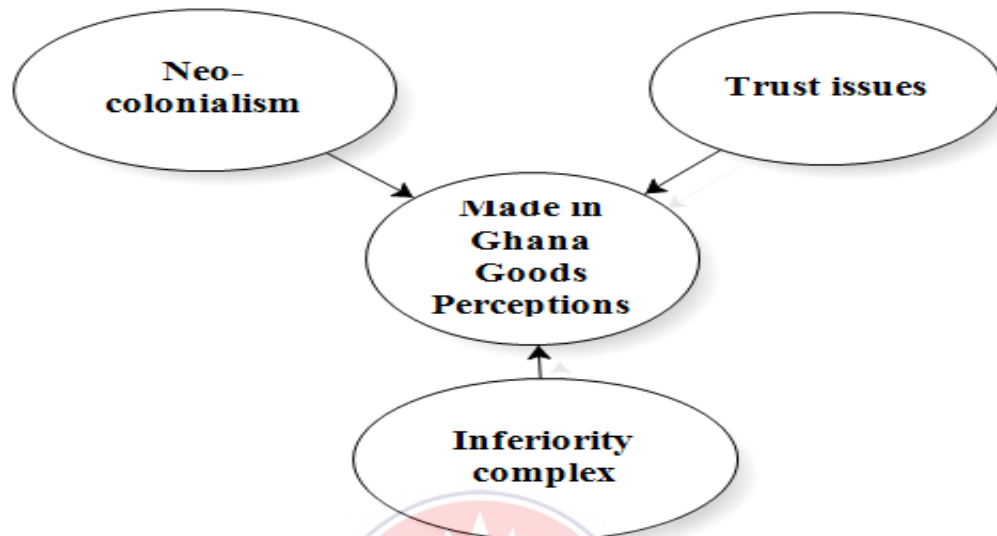 Neo-
colonialism
Trust issues
Made in
Ghana
Goods
Perceptions
Inferiority
complex